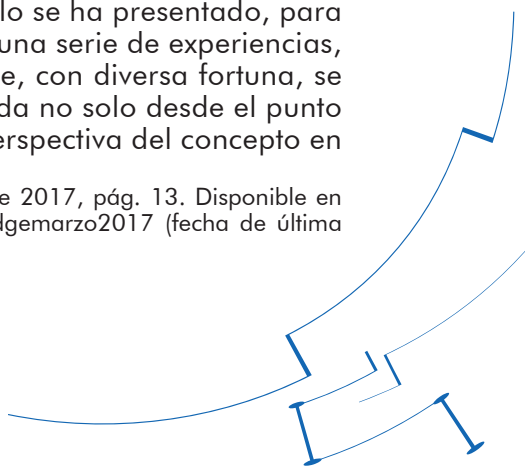 lo se ha presentado, para
una serie de experiencias,
e, con diversa fortuna, se
da no solo desde el punto
erspectiva del concepto en
e 2017, pág. 13. Disponible en
dgemarzo2017 (fecha de última